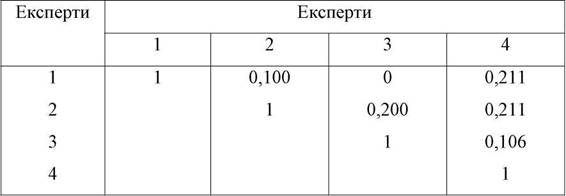 Експерти Експерти
1 2 3 4
1 1 0,100 0 0,211
2 1 0,200 0,211
3 1 0,106
4 1